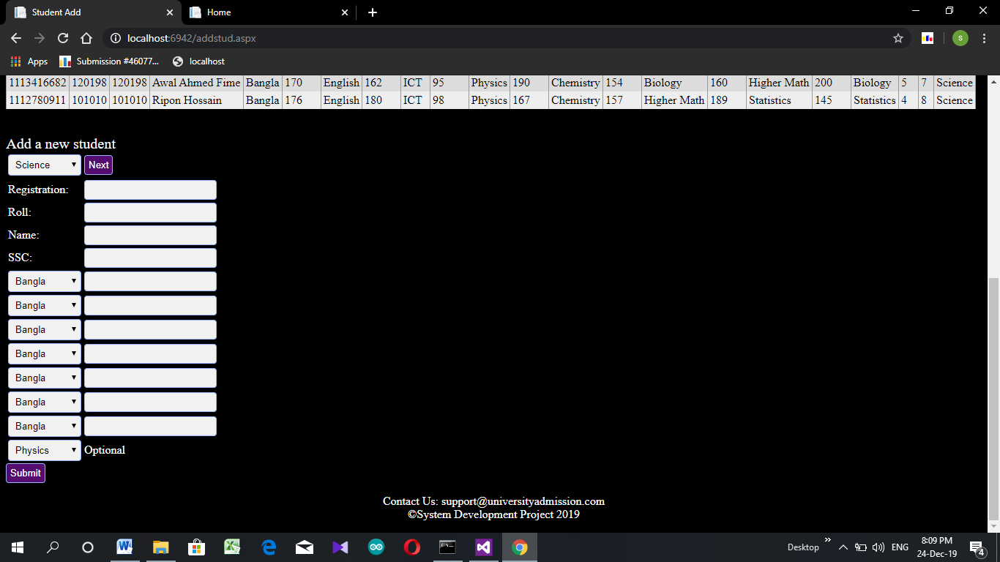 Student Add
Home
localhost:6942/addstud.aspx
s
Apps Submission #46077... localhost
1113416682 120198 120198 Awal Ahmed Fime Bangla 170 English 162 ICT 95 Physics 190 Chemistry 154 Biology 160 Higher Math 200 Biology 5 7 Science
1112780911 101010 101010 Ripon Hossain Bangla 176 English 180 ICT 98 Physics 167 Chemistry 157 Higher Math 189 Statistics 145 Statistics 4 8 Science
Add a new student
Science Next
Registration:
Roll:
Name:
SSC:
Bangla
Bangla
Bangla
Bangla
Bangla
Bangla
Bangla
Physics Optional
Submit
Contact Us: support@universityadmission.com
©System Development Project 2019
Desktop ENG 8:09 PM
24-Dec-19 4